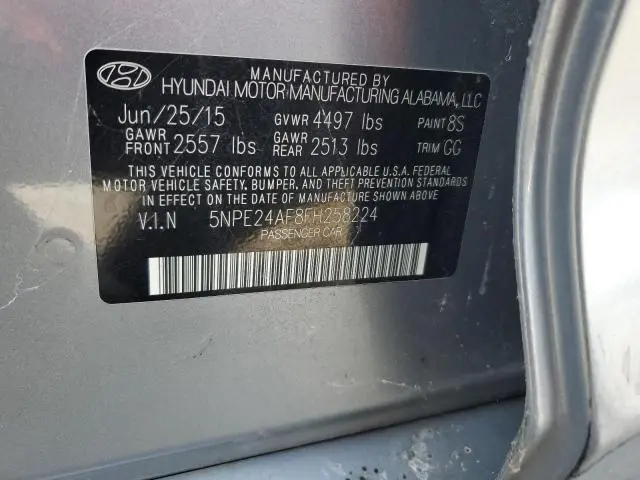 MANUFACTURED BY
HYUNDAI MOTOR MANUFACTURING ALABAMA, LLC
Jun/25/15 GVWR 4497 lbs PAINT 8S
GAWR FRONT 2557 lbs GAWR REAR 2513 lbs TRIM GG
THIS VEHICLE CONFORMS TO ALL APPLICABLE U.S.A. FEDERAL
MOTOR VEHICLE SAFETY, BUMPER, AND THEFT PREVENTION STANDARDS
IN EFFECT ON THE DATE OF MANUFACTURE SHOWN ABOVE.
V.I.N 5NPE24AF8FH258224
PASSENGER CAR